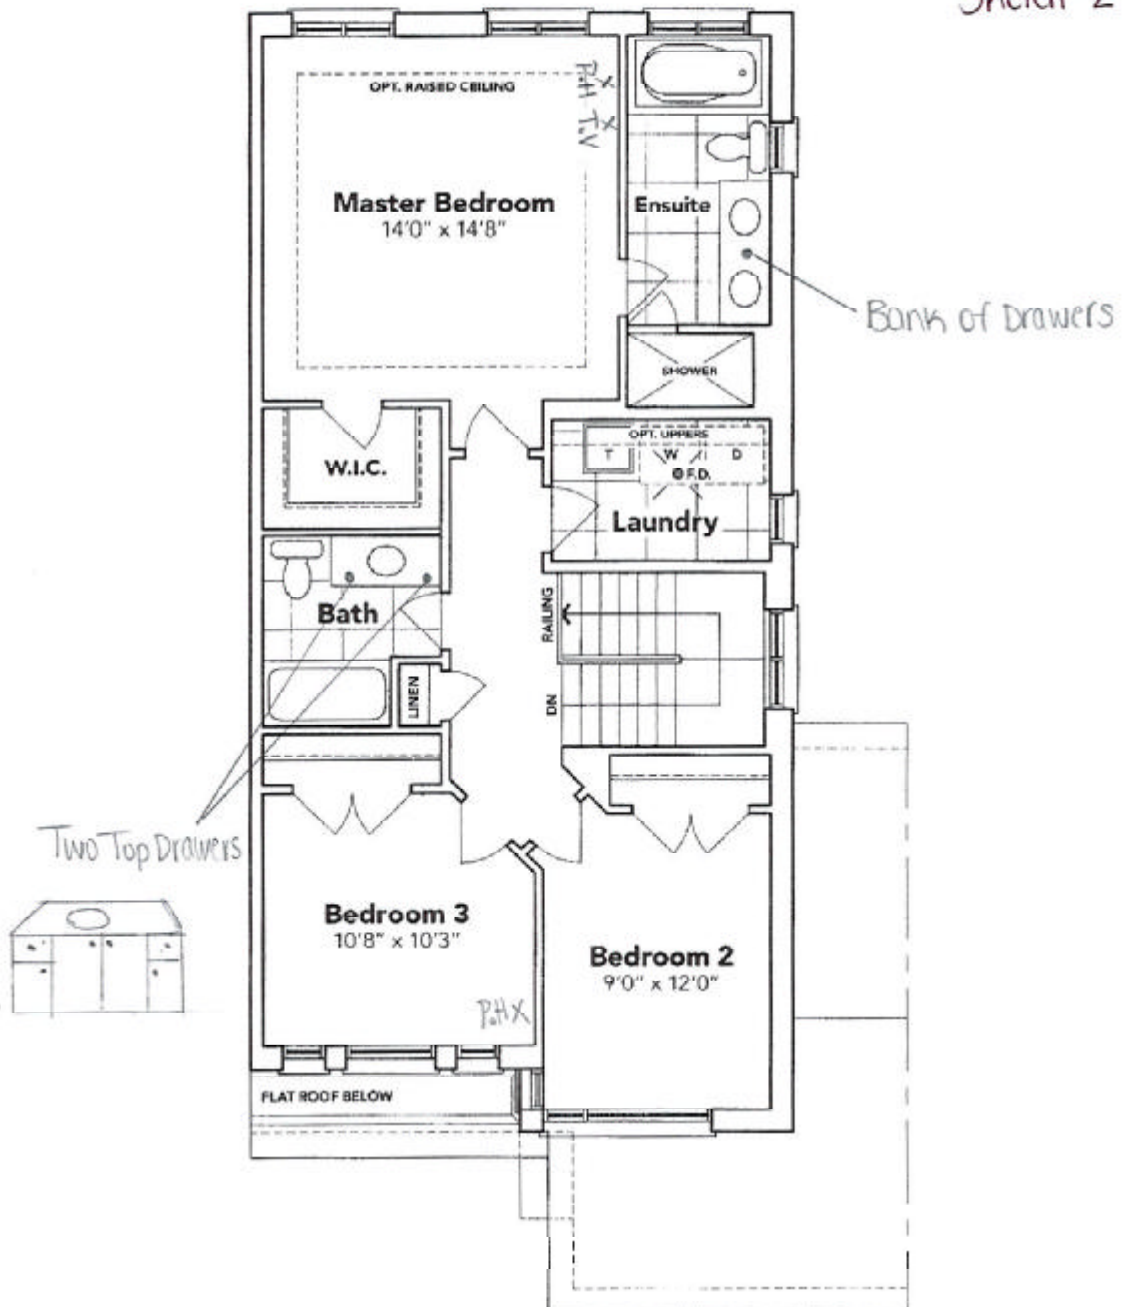 Sketch 2
OPT. RAISED CEILING
P.H X
T.V X
Master Bedroom
14'0" x 14'8"
Ensuite
Bank of Drawers
SHOWER
OPT. UPPERS
T W D
F.D.
W.I.C.
Laundry
Bath
RAILING
LINEN
DN
Two Top Drawers
Bedroom 3
10'8" x 10'3"
Bedroom 2
9'0" x 12'0"
P.H X
FLAT ROOF BELOW